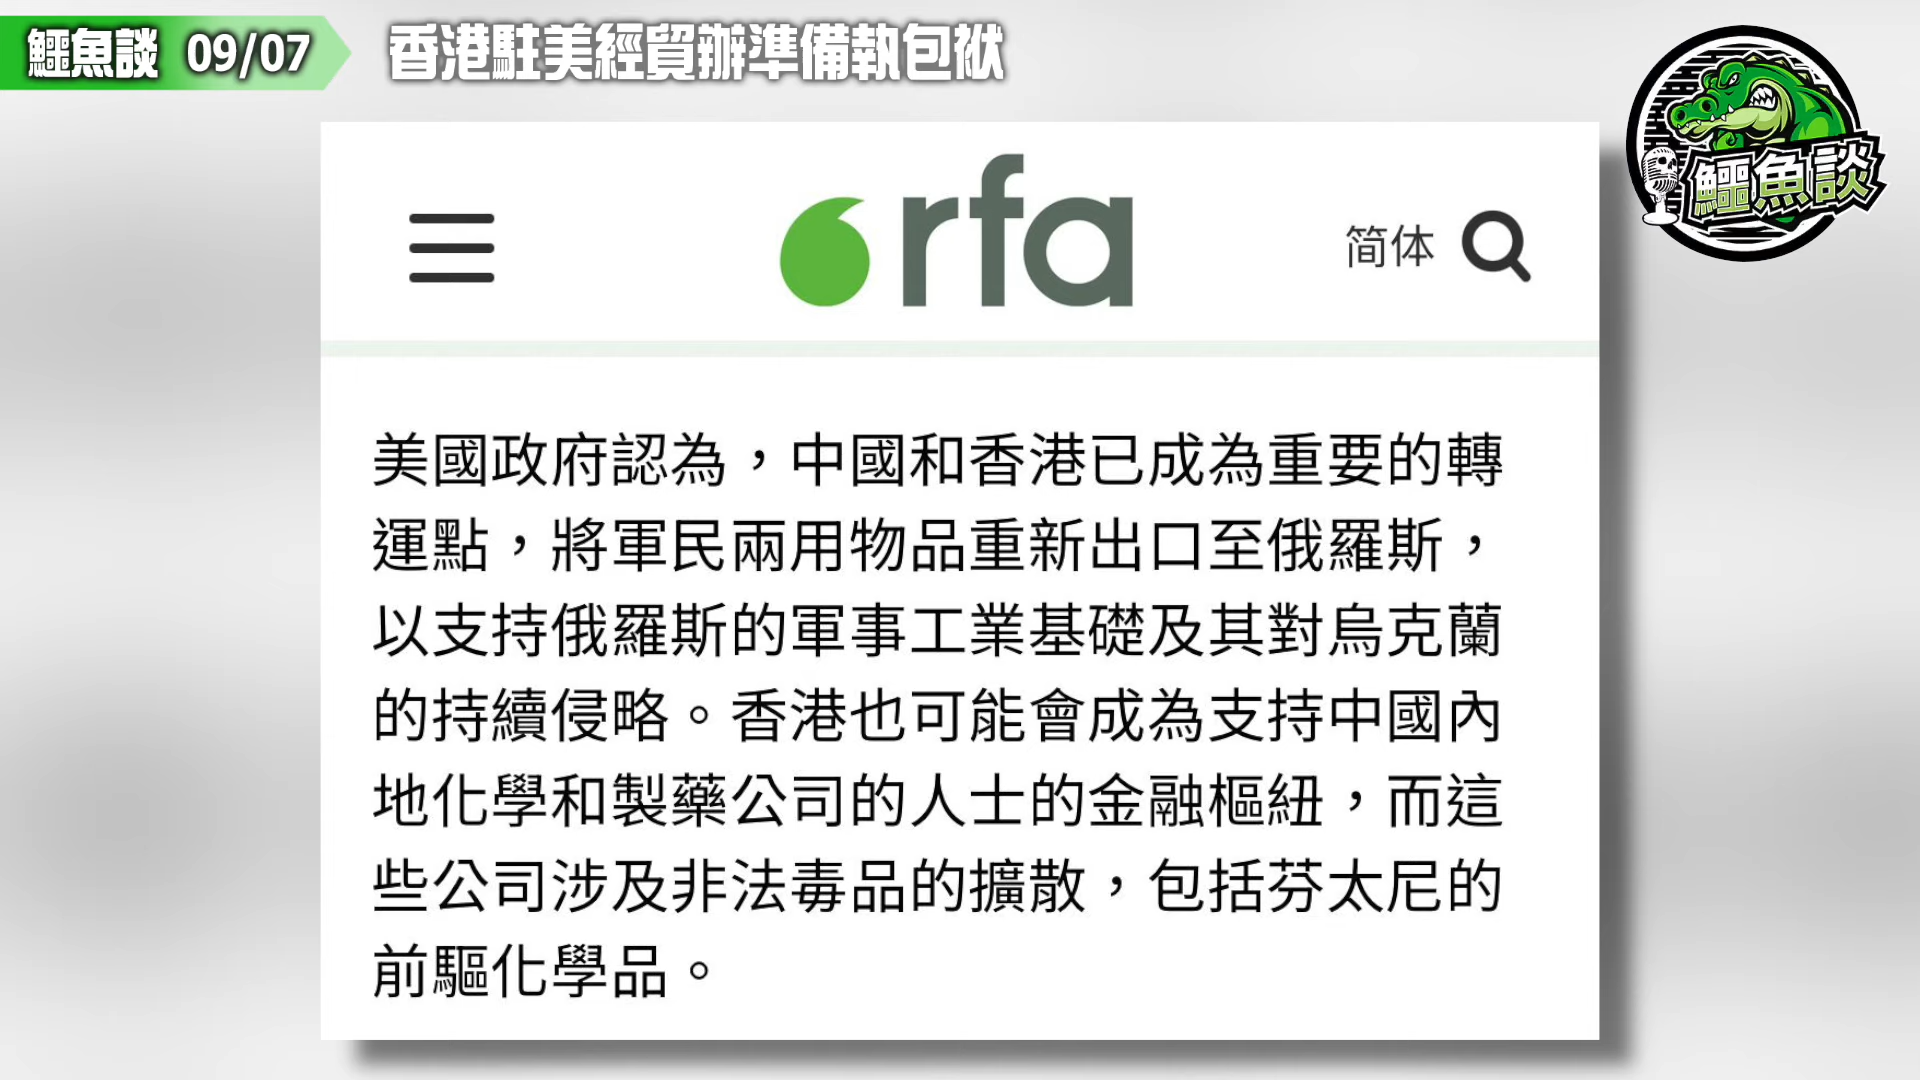 鱷魚談 09/07 香港駐美經貿辦準備執包袱
鱷魚談
rfa
简体
美國政府認為，中國和香港已成為重要的轉
運點，將軍民兩用物品重新出口至俄羅斯，
以支持俄羅斯的軍事工業基礎及其對烏克蘭
的持續侵略。香港也可能會成為支持中國內
地化學和製藥公司的人士的金融樞紐，而這
些公司涉及非法毒品的擴散，包括芬太尼的
前驅化學品。